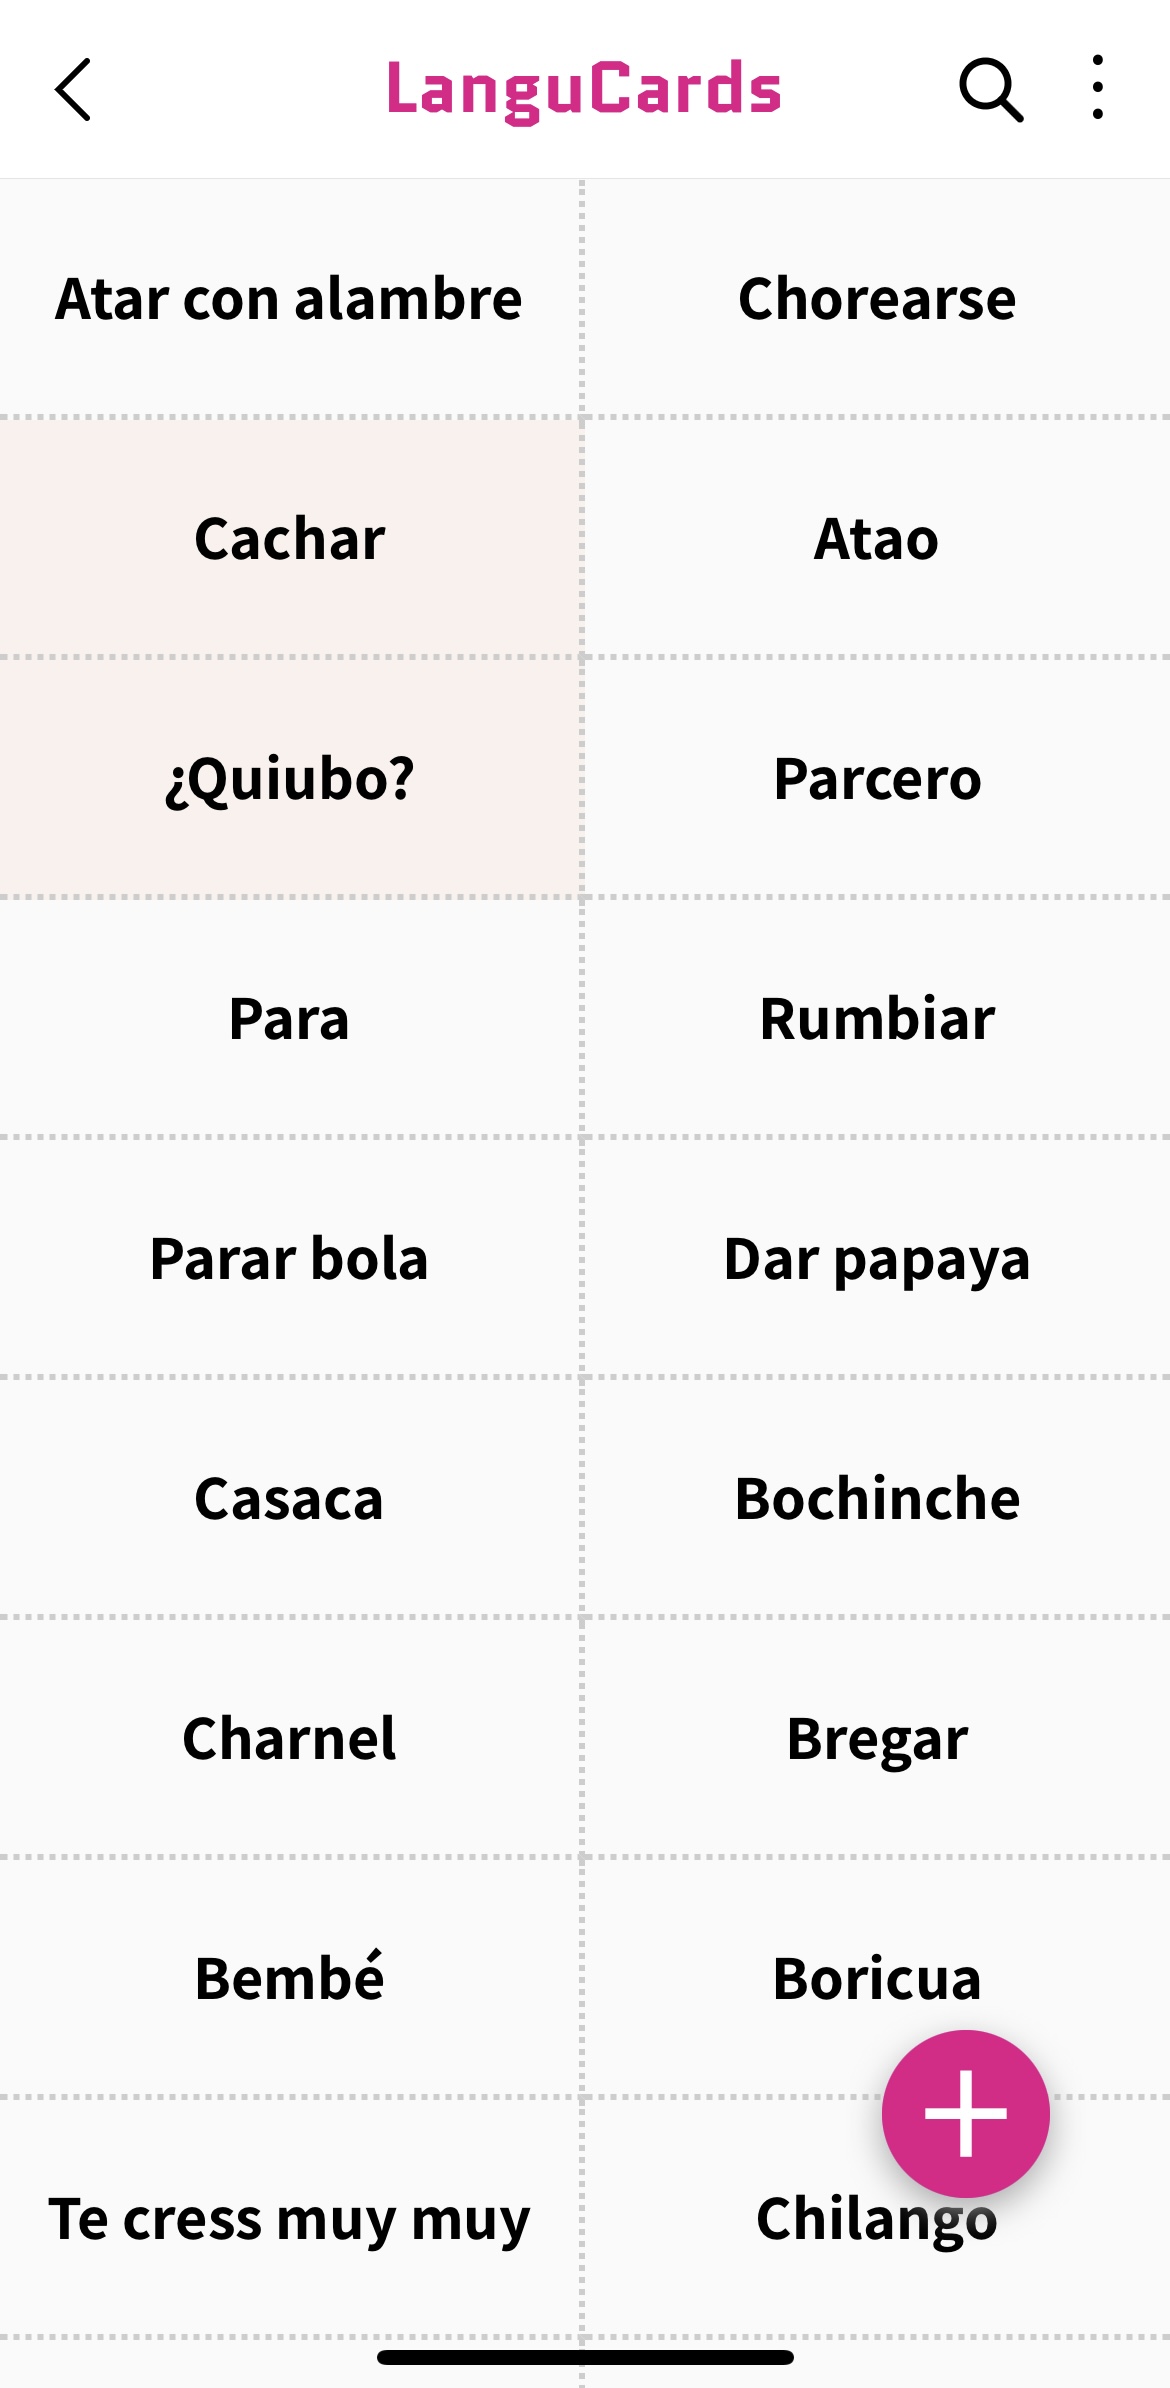 LanguCards
Atar con alambre
Chorearse
Cachar
Atao
¿Quiubo?
Parcero
Para
Rumbiar
Parar bola
Dar papaya
Casaca
Bochinche
Charnel
Bregar
Bembé
Boricua
Te cress muy muy
Chilango